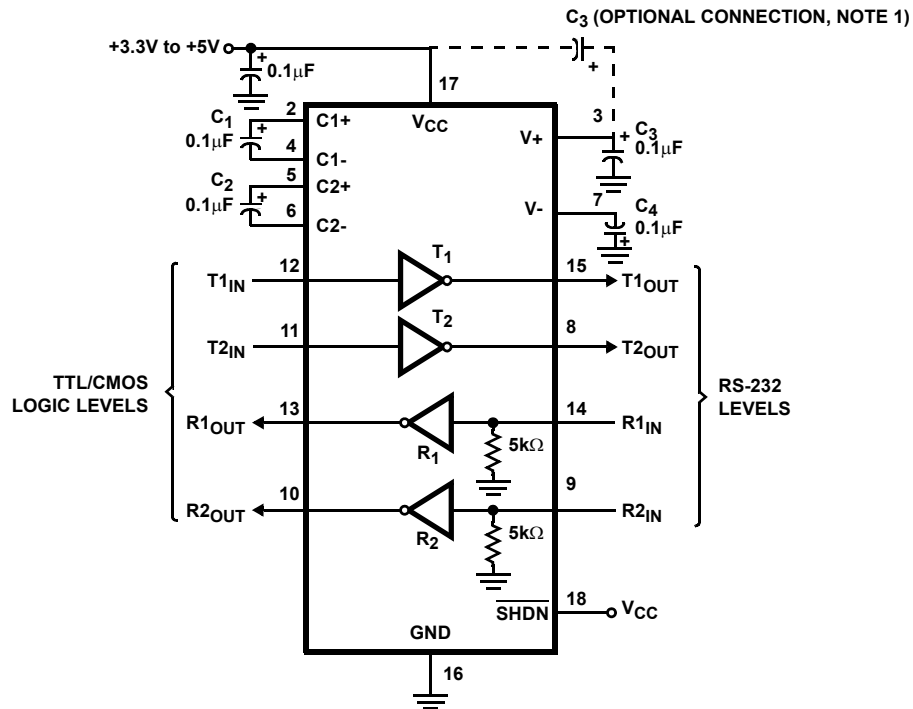 C3 (OPTIONAL CONNECTION, NOTE 1)
+3.3V to +5V
+
0.1μF
17
+
2
C1+
VCC
3
C1
0.1μF
+
V+
+
C3
0.1μF
4
C1-
5
C2+
C2
0.1μF
+
7
V-
C4
0.1μF
+
6
C2-
T1
12
15
T1IN
T1OUT
T2
11
8
T2IN
T2OUT
TTL/CMOS
LOGIC LEVELS
RS-232
LEVELS
13
14
R1OUT
R1IN
R1
5kΩ
10
9
R2OUT
R2IN
R2
5kΩ
SHDN
18
VCC
GND
16